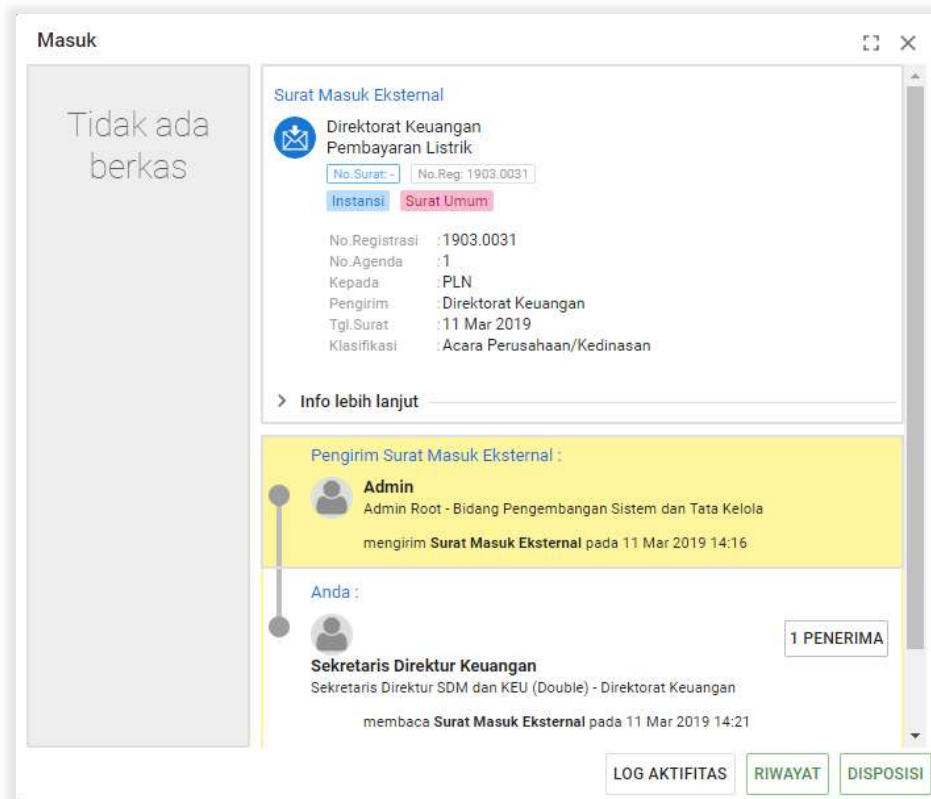 Masuk
Tidak ada
berkas
Surat Masuk Eksternal
Direktorat Keuangan
Pembayaran Listrik
No.Surat: - No.Reg: 1903.0031
Instansi Surat Umum
No.Registrasi :1903.0031
No.Agenda :1
Kepada :PLN
Pengirim :Direktorat Keuangan
Tgl.Surat :11 Mar 2019
Klasifikasi :Acara Perusahaan/Kedinasan
Info lebih lanjut
Pengirim Surat Masuk Eksternal :
Admin
Admin Root - Bidang Pengembangan Sistem dan Tata Kelola
mengirim Surat Masuk Eksternal pada 11 Mar 2019 14:16
Anda :
1 PENERIMA
Sekretaris Direktur Keuangan
Sekretaris Direktur SDM dan KEU (Double) - Direktorat Keuangan
membaca Surat Masuk Eksternal pada 11 Mar 2019 14:21
LOG AKTIFITAS RIWAYAT DISPOSISI